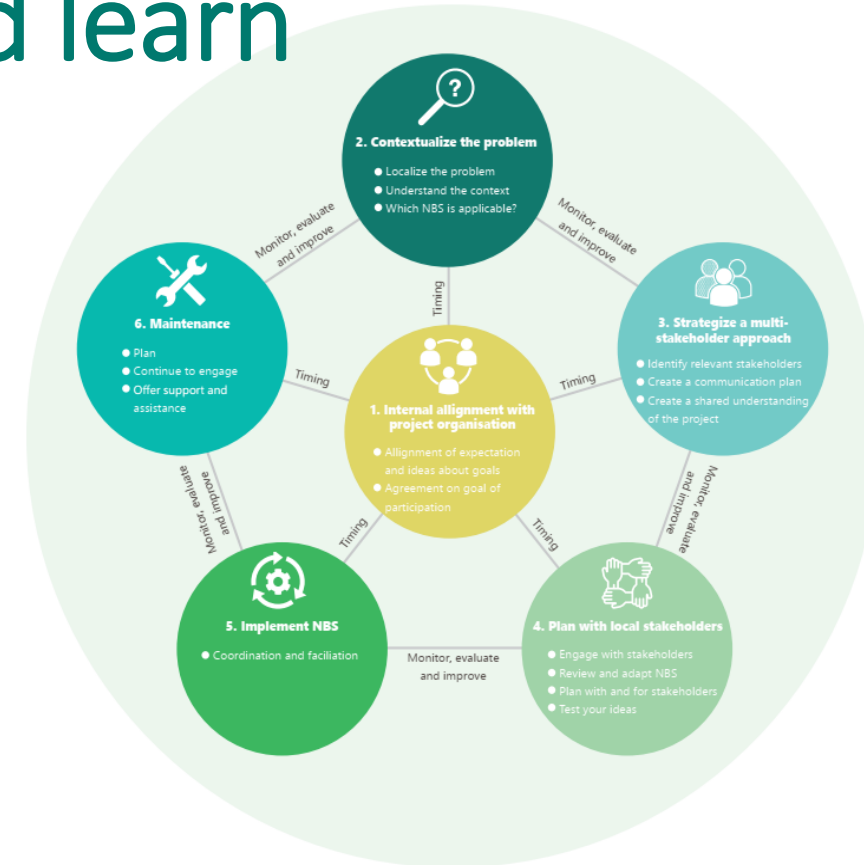 d learn
?
2. Contextualize the problem
Localize the problem
Understand the context
Which NBS is applicable?
Monitor, evaluate
and improve
Monitor, evaluate
and improve
Timing
6. Maintenance
Plan
Continue to engage
Offer support and
assistance
3. Strategize a multi-
stakeholder approach
Identify relevant stakeholders
Create a communication plan
Create a shared understanding
of the project
Timing
Timing
1. Internal allignment with
project organisation
Allignment of expectation
and ideas about goals
Agreement on goal of
participation
Monitor, evaluate
and improve
Monitor, evaluate
and improve
Timing
Timing
5. Implement NBS
Coordination and faciliation
Monitor, evaluate
and improve
4. Plan with local stakeholders
Engage with stakeholders
Review and adapt NBS
Plan with and for stakeholders
Test your ideas